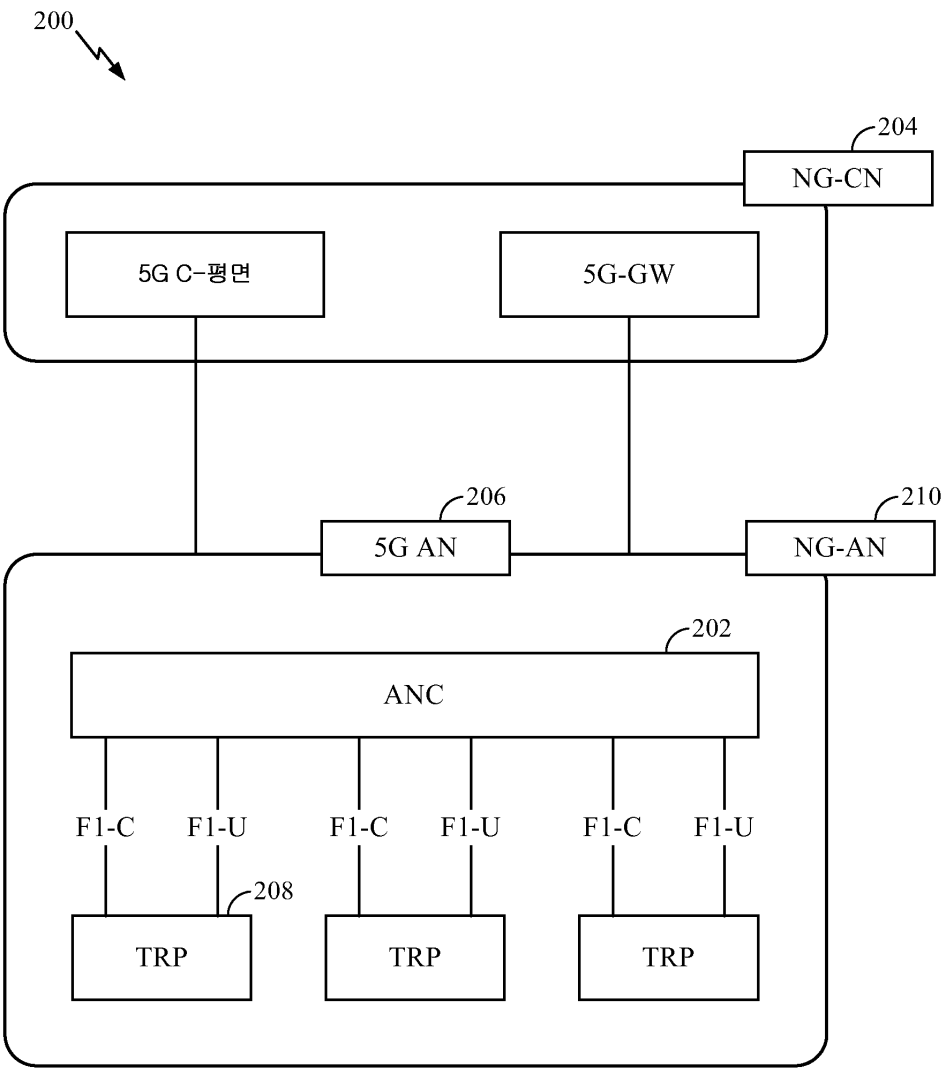 200
204
NG-CN
5G C-평면
5G-GW
206
210
5G AN
NG-AN
202
ANC
F1-C F1-U F1-C F1-U F1-C F1-U
208
TRP TRP TRP